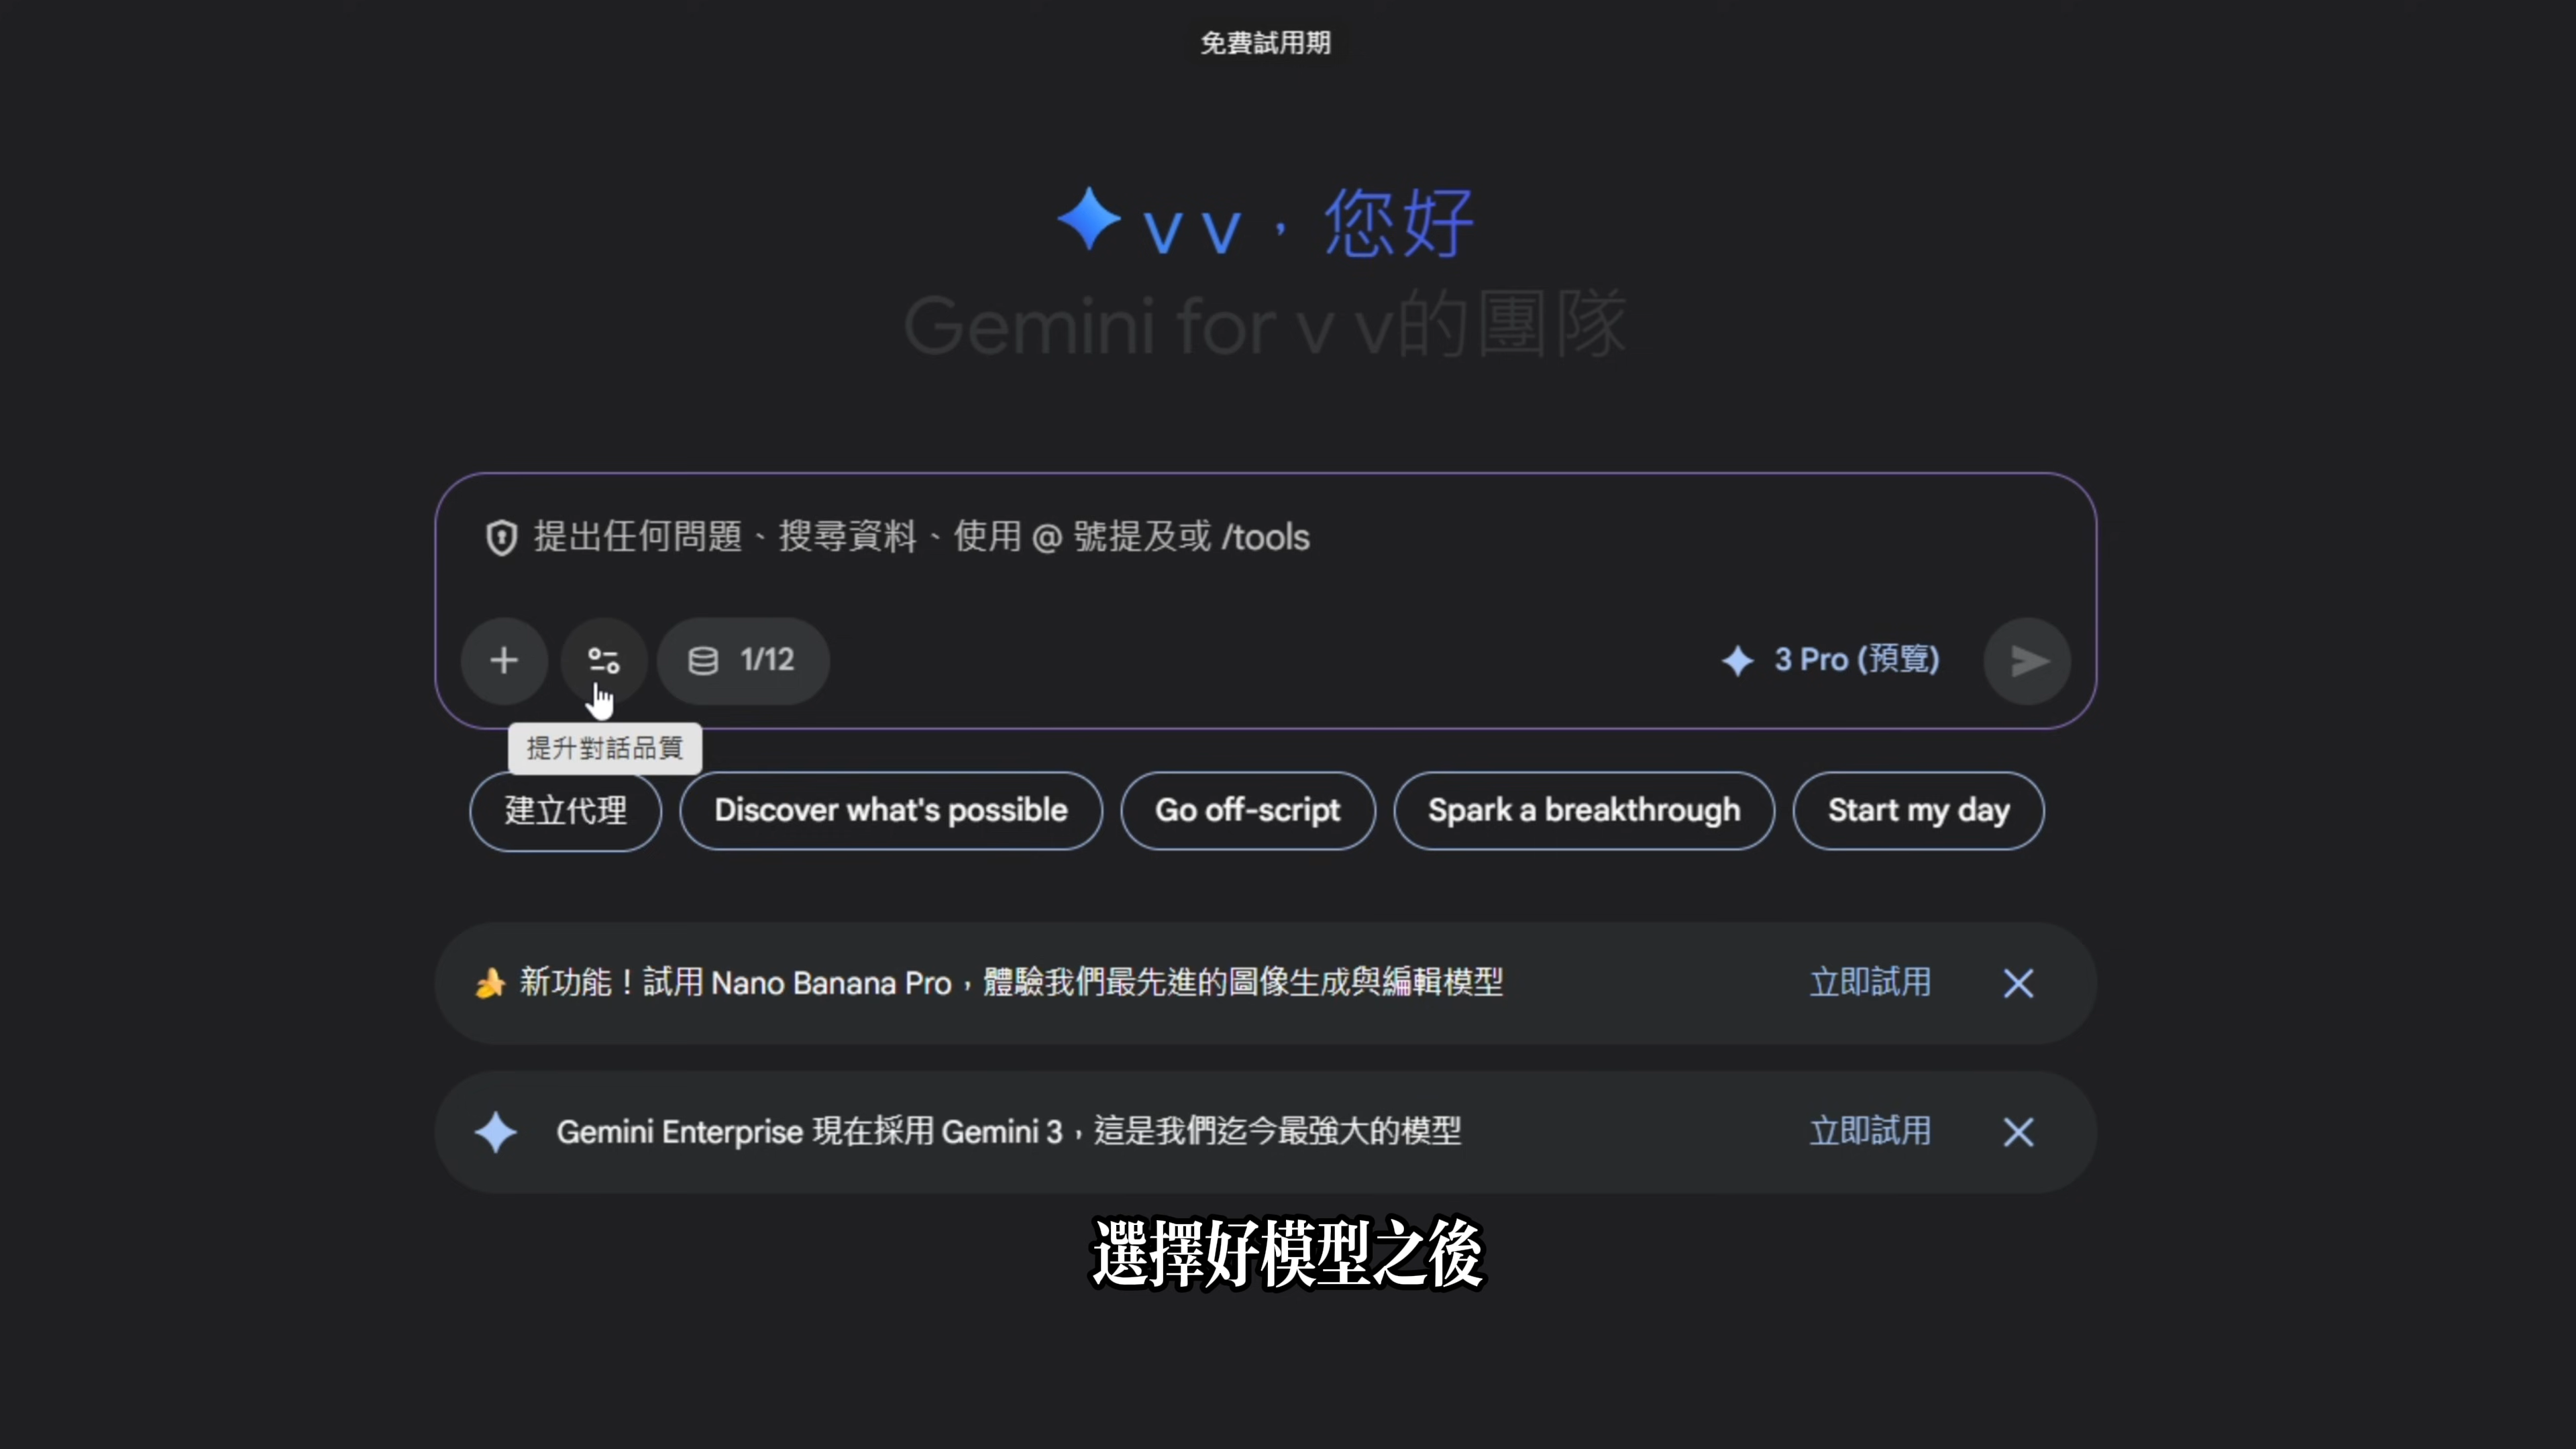 免費試用期
v v，您好
Gemini for v v的團隊
提出任何問題、搜尋資料、使用 @ 號提及或 /tools
1/12
3 Pro (預覽)
提升對話品質
建立代理
Discover what's possible
Go off-script
Spark a breakthrough
Start my day
新功能！試用 Nano Banana Pro，體驗我們最先進的圖像生成與編輯模型
立即試用
Gemini Enterprise 現在採用 Gemini 3，這是我們迄今最強大的模型
立即試用
選擇好模型之後